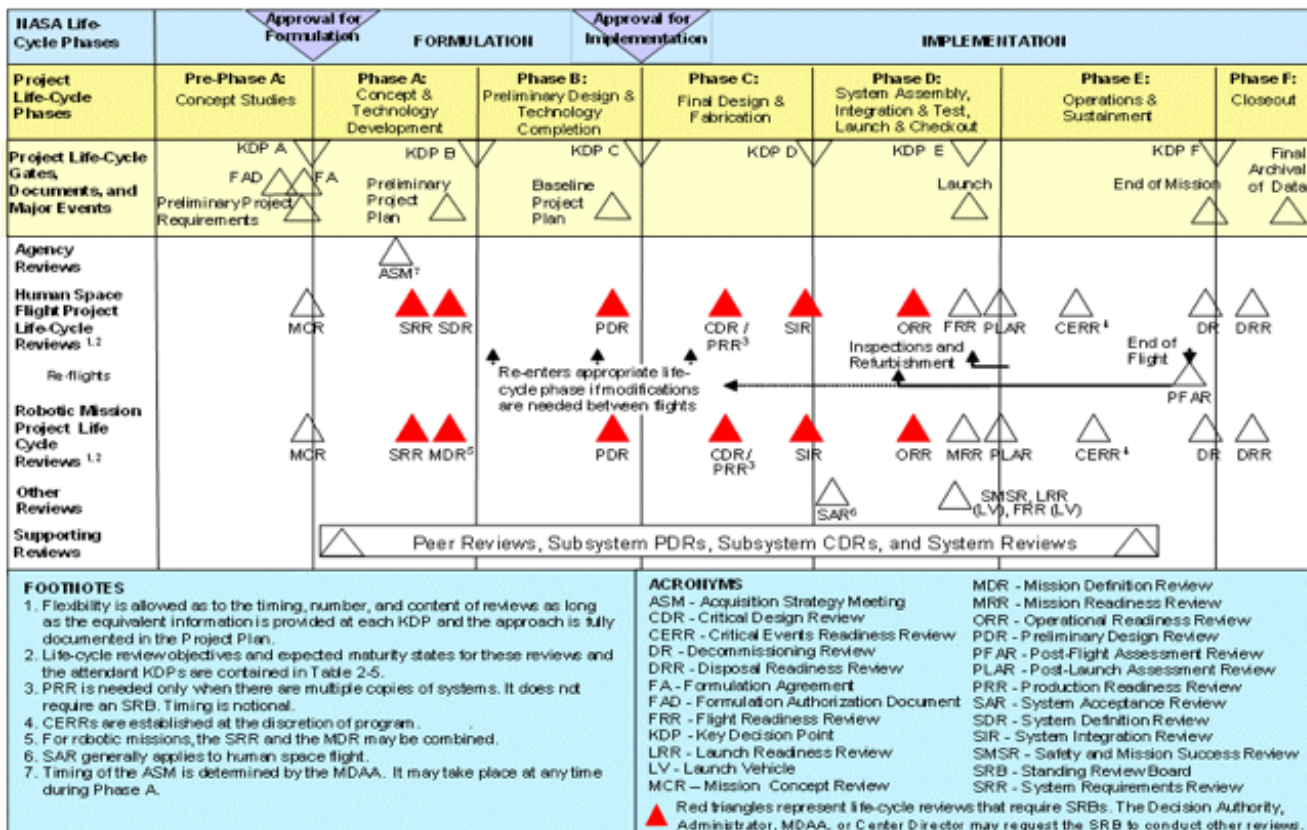 NASA Life-
Cycle Phases
Approval for
Formulation
FORMULATION
Approval for
Implementation
IMPLEMENTATION
Project
Life-Cycle
Phases
Pre-Phase A:
Concept Studies
Phase A:
Concept &
Technology
Development
Phase B:
Preliminary Design &
Technology
Completion
Phase C:
Final Design &
Fabrication
Phase D:
System Assembly,
Integration & Test,
Launch & Checkout
Phase E:
Operations &
Sustainment
Phase F:
Closeout
Project Life-Cycle
Gates,
Documents, and
Major Events
KDP A
FAD
FA
Preliminary Project
Requirements
KDP B
Preliminary
Project
Plan
KDP C
Baseline
Project
Plan
KDP D
KDP E
Launch
KDP F
End of Mission
Final
Archival
of Data
Agency
Reviews
ASM7
Human Space
Flight Project
Life-Cycle
Reviews 1,2
MCR
SRR
SDR
PDR
CDR /
PRR3
SIR
ORR
FRR
PLAR
CERR4
DR
DRR
Re-flights
Re-enters appropriate life-
cycle phase if modifications
are needed between flights
Inspections and
Refurbishment
End of
Flight
PFAR
Robotic Mission
Project Life
Cycle
Reviews 1,2
MCR
SRR
MDR5
PDR
CDR /
PRR3
SIR
ORR
MRR
PLAR
CERR4
DR
DRR
Other
Reviews
SAR6
SMSR, LRR
(LV), FRR (LV)
Supporting
Reviews
Peer Reviews, Subsystem PDRs, Subsystem CDRs, and System Reviews
FOOTNOTES
1. Flexibility is allowed as to the timing, number, and content of reviews as long
as the equivalent information is provided at each KDP and the approach is fully
documented in the Project Plan.
2. Life-cycle review objectives and expected maturity states for these reviews and
the attendant KDPs are contained in Table 2-5.
3. PRR is needed only when there are multiple copies of systems. It does not
require an SRB. Timing is notional.
4. CERRs are established at the discretion of program.
5. For robotic missions, the SRR and the MDR may be combined.
6. SAR generally applies to human space flight.
7. Timing of the ASM is determined by the MDAA. It may take place at any time
during Phase A.
ACRONYMS
ASM - Acquisition Strategy Meeting
CDR - Critical Design Review
CERR - Critical Events Readiness Review
DR - Decommissioning Review
DRR - Disposal Readiness Review
FA - Formulation Agreement
FAD - Formulation Authorization Document
FRR - Flight Readiness Review
KDP - Key Decision Point
LRR - Launch Readiness Review
LV - Launch Vehicle
MCR – Mission Concept Review
MDR - Mission Definition Review
MRR - Mission Readiness Review
ORR - Operational Readiness Review
PDR - Preliminary Design Review
PFAR - Post-Flight Assessment Review
PLAR - Post-Launch Assessment Review
PRR - Production Readiness Review
SAR - System Acceptance Review
SDR - System Definition Review
SIR - System Integration Review
SMSR - Safety and Mission Success Review
SRB - Standing Review Board
SRR - System Requirements Review
Red triangles represent life-cycle reviews that require SRBs. The Decision Authority,
Administrator, MDAA, or Center Director may request the SRB to conduct other reviews.